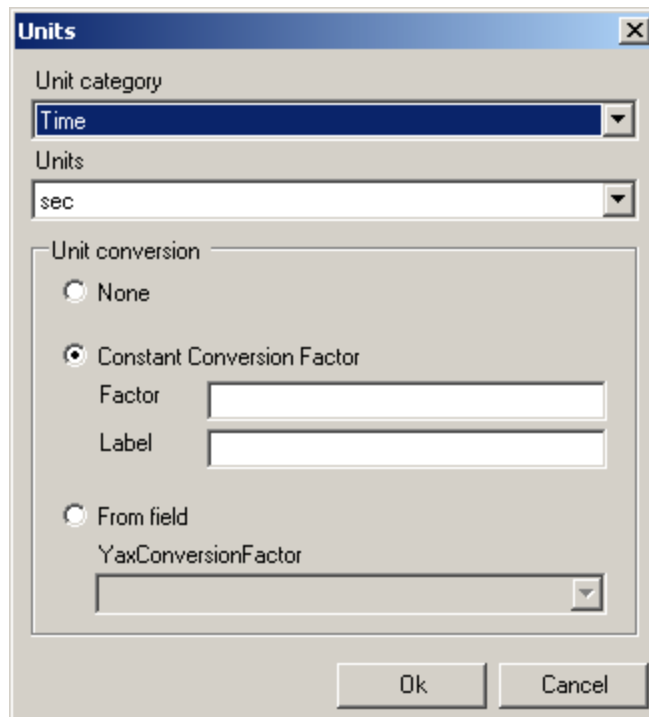 Units
Unit category
Time
Units
sec
Unit conversion
None
Constant Conversion Factor
Factor
Label
From field
YaxConversionFactor
Ok Cancel